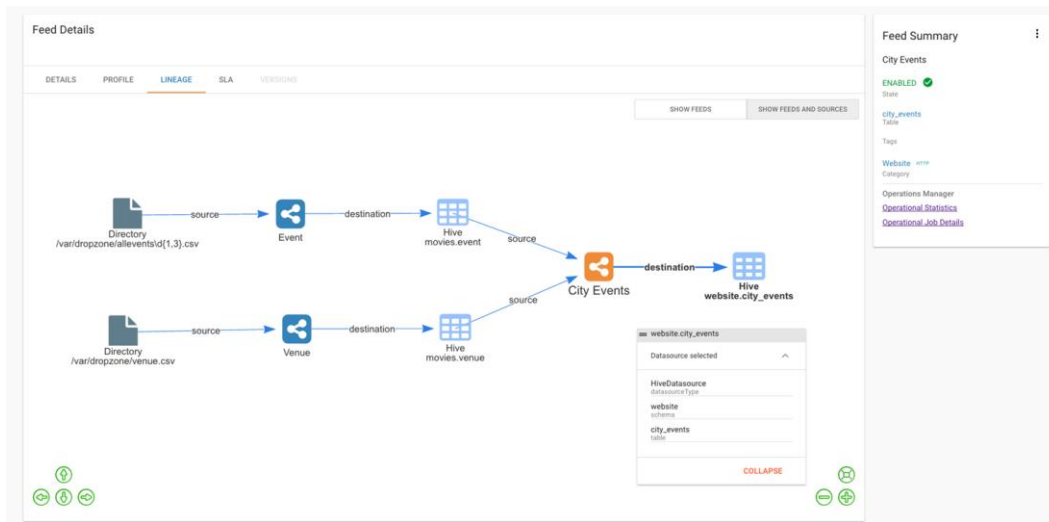 Feed Details
DETAILS PROFILE LINEAGE SLA VERSIONS
SHOW FEEDS SHOW FEEDS AND SOURCES
Directory
/var/dropzone/allevents\d{1,3}.csv
source
Event
destination
Hive
movies.event
source
Directory
/var/dropzone/venue.csv
source
Venue
destination
Hive
movies.venue
source
City Events
destination
Hive
website.city_events
website.city_events
Datasource selected
HiveDatasource
datasourceType
website
schema
city_events
table
COLLAPSE
Feed Summary
City Events
ENABLED
State
city_events
Table
Tags
Website HTTP
Category
Operations Manager
Operational Statistics
Operational Job Details